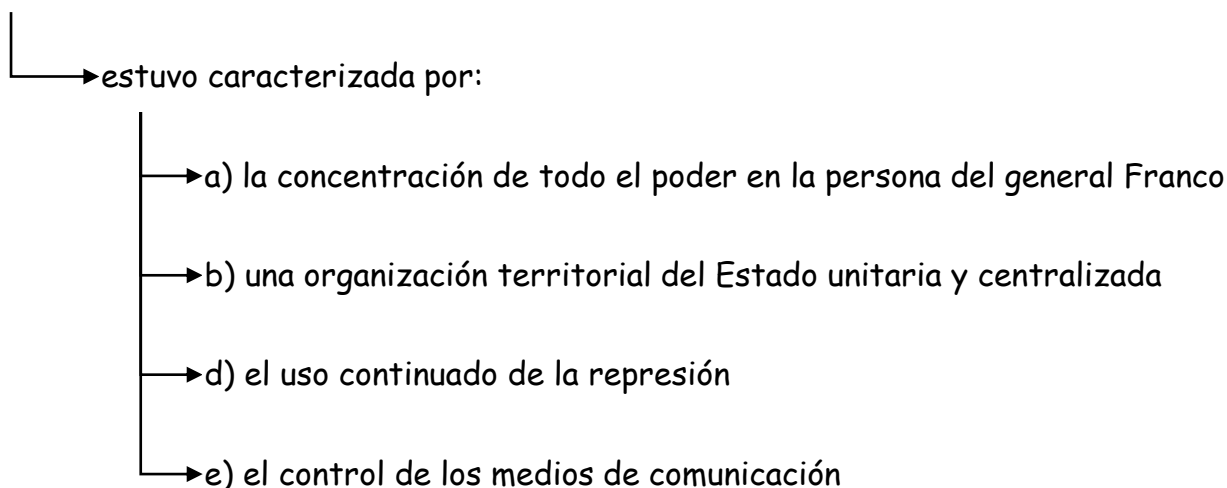 estuvo caracterizada por:
a) la concentración de todo el poder en la persona del general Franco
b) una organización territorial del Estado unitaria y centralizada
d) el uso continuado de la represión
e) el control de los medios de comunicación